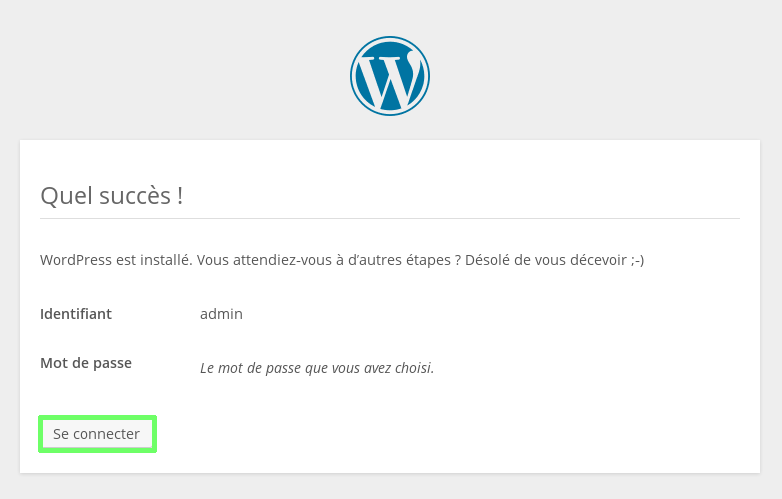 Quel succès !
WordPress est installé. Vous attendiez-vous à d’autres étapes ? Désolé de vous décevoir ;-)
Identifiant admin
Mot de passe Le mot de passe que vous avez choisi.
Se connecter